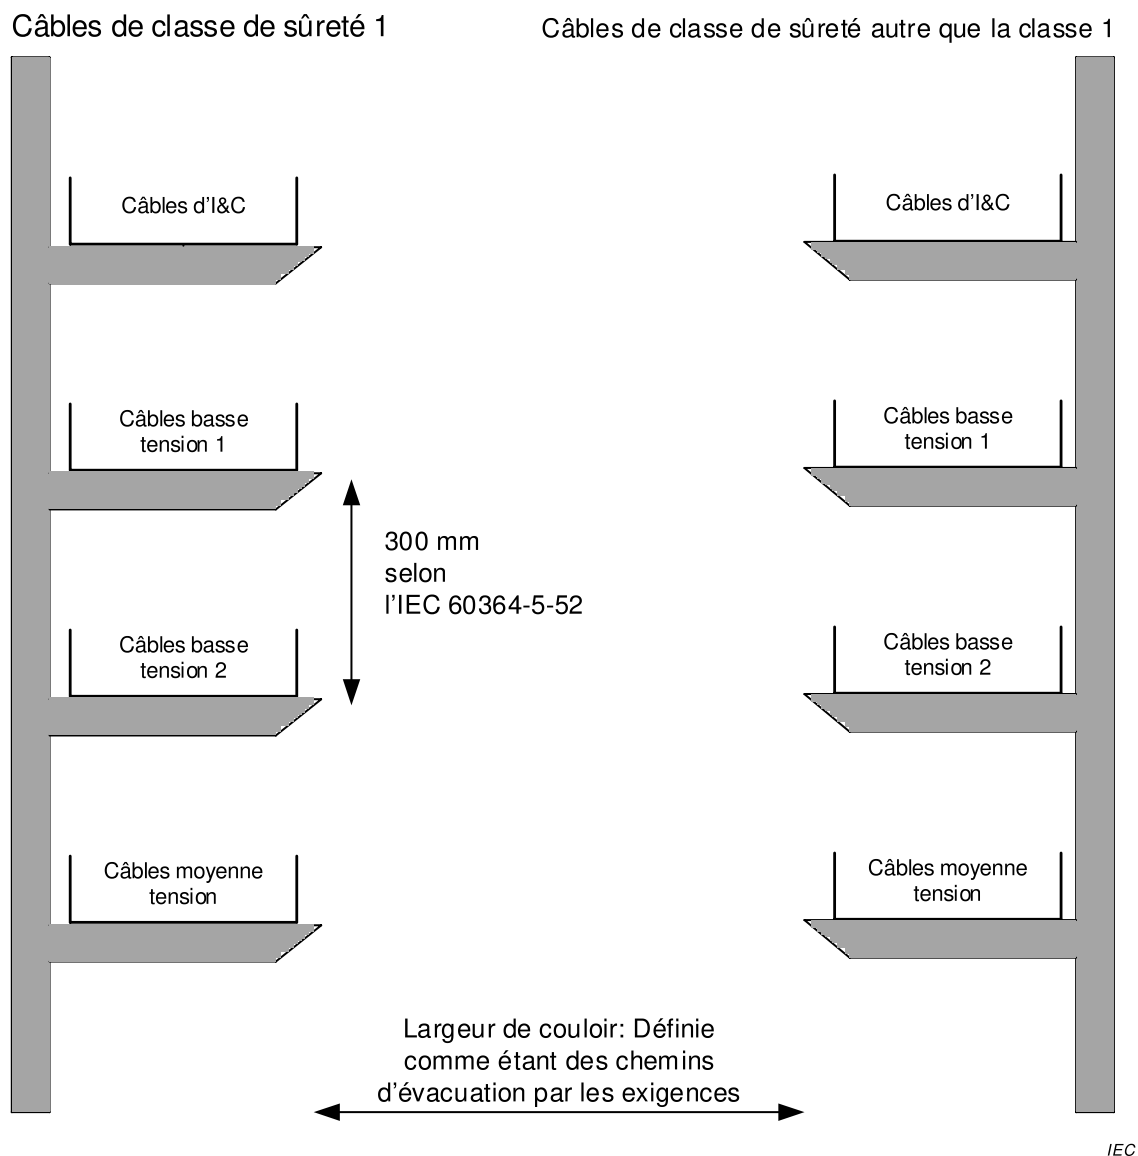 Câbles de classe de sûreté 1
Câbles de classe de sûreté autre que la classe 1
Câbles d'I&C
Câbles d'I&C
Câbles basse
tension 1
Câbles basse
tension 1
300 mm
selon
l'IEC 60364-5-52
Câbles basse
tension 2
Câbles basse
tension 2
Câbles moyenne
tension
Câbles moyenne
tension
Largeur de couloir: Définie
comme étant des chemins
d'évacuation par les exigences
IEC